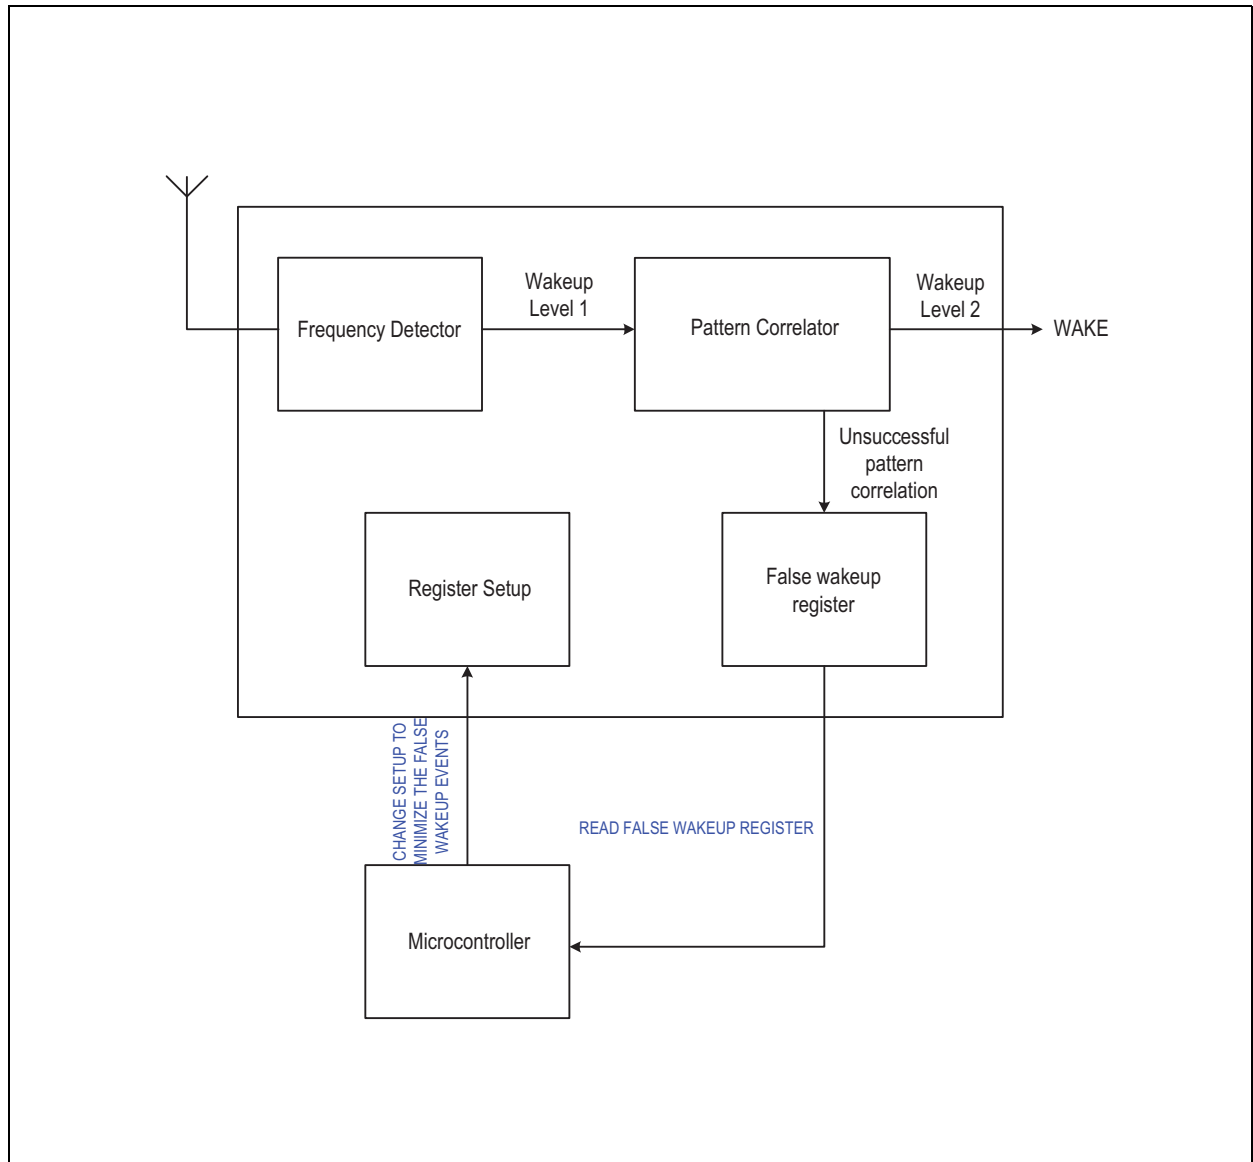 Wakeup
Level 1
Wakeup
Level 2
Frequency Detector
Pattern Correlator
WAKE
Unsuccessful
pattern
correlation
Register Setup
False wakeup
register
CHANGE SETUP TO
MINIMIZE THE FALSE
WAKEUP EVENTS
READ FALSE WAKEUP REGISTER
Microcontroller